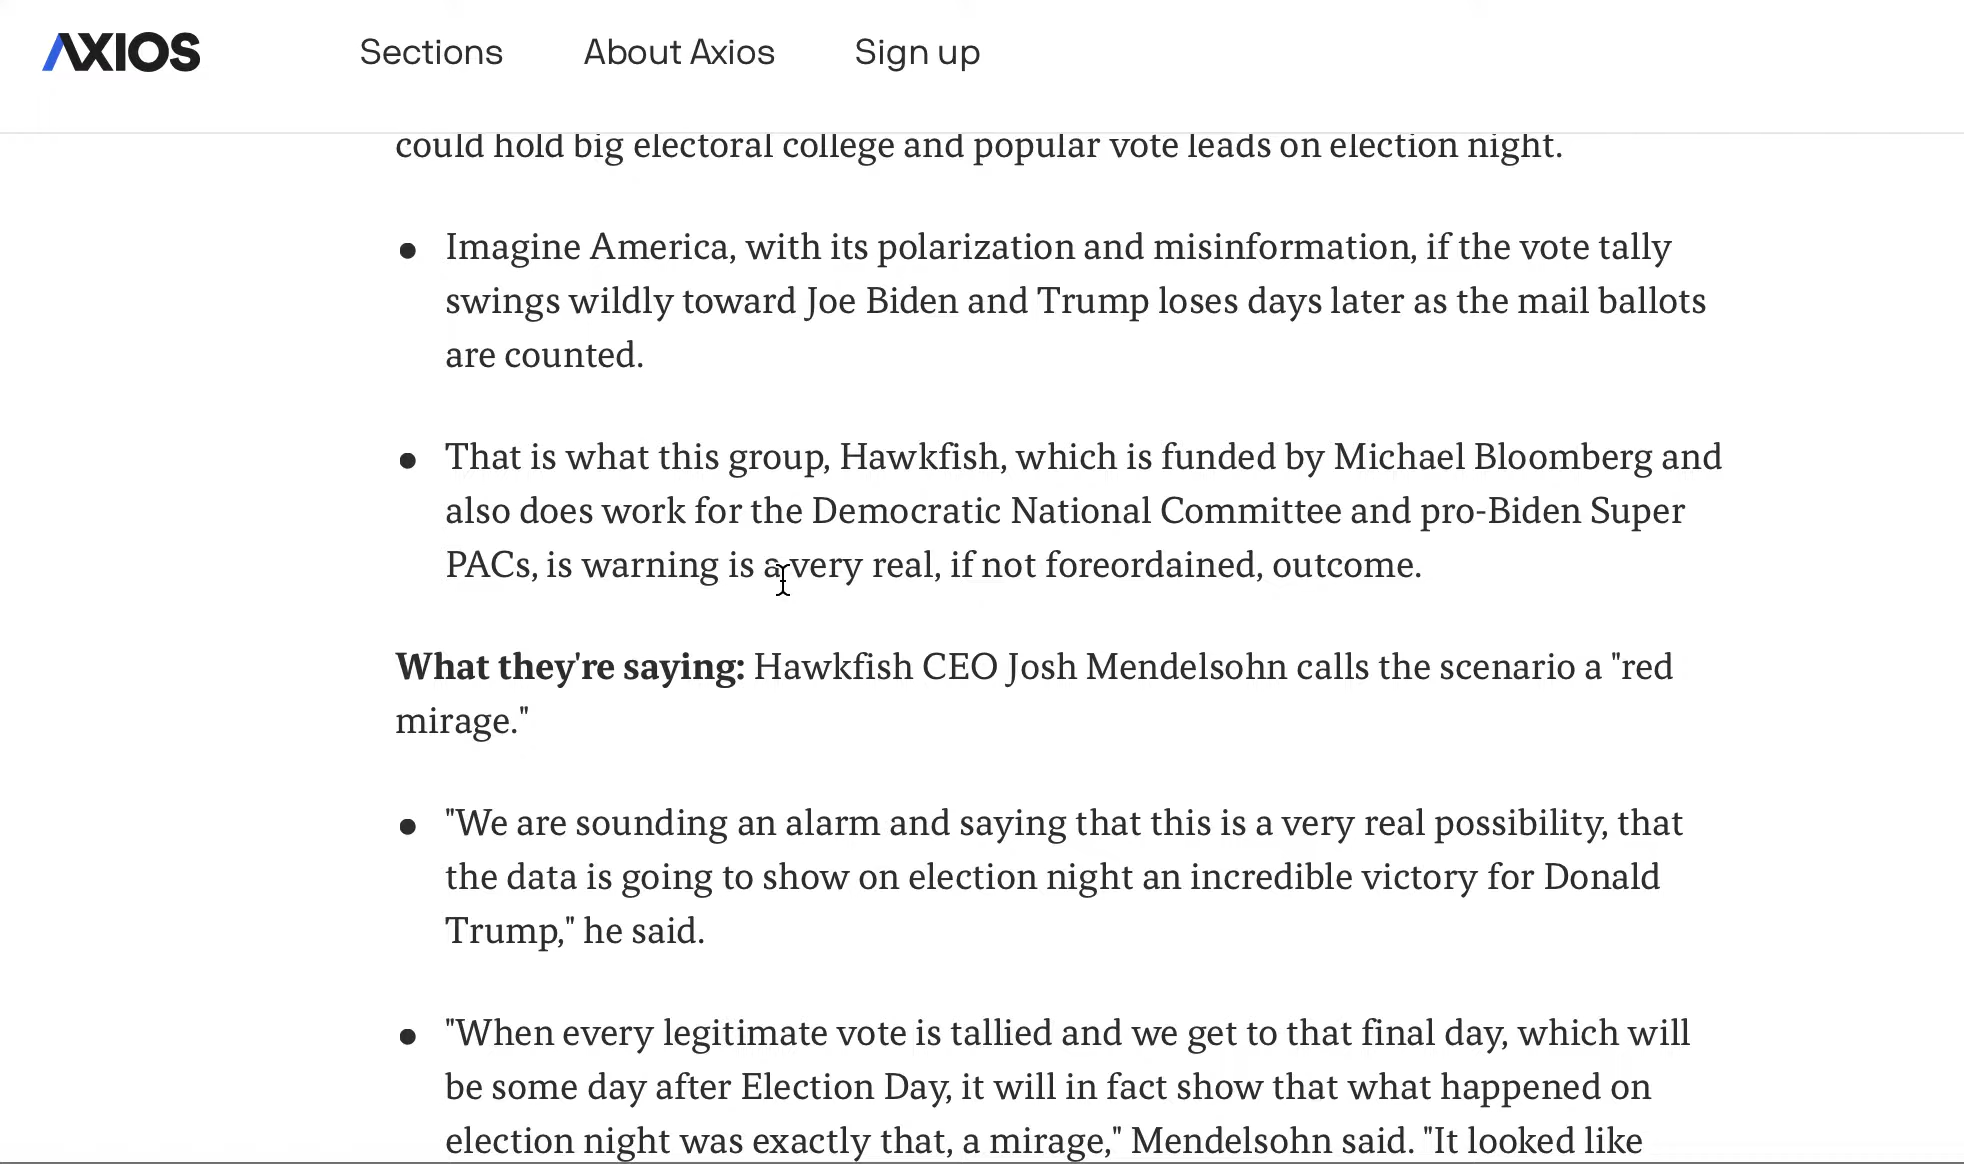 AXIOS
Sections
About Axios
Sign up
could hold big electoral college and popular vote leads on election night.
● Imagine America, with its polarization and misinformation, if the vote tally
swings wildly toward Joe Biden and Trump loses days later as the mail ballots
are counted.
● That is what this group, Hawkfish, which is funded by Michael Bloomberg and
also does work for the Democratic National Committee and pro-Biden Super
PACs, is warning is a very real, if not foreordained, outcome.
What they're saying: Hawkfish CEO Josh Mendelsohn calls the scenario a "red
mirage."
● "We are sounding an alarm and saying that this is a very real possibility, that
the data is going to show on election night an incredible victory for Donald
Trump," he said.
● "When every legitimate vote is tallied and we get to that final day, which will
be some day after Election Day, it will in fact show that what happened on
election night was exactly that, a mirage," Mendelsohn said. "It looked like